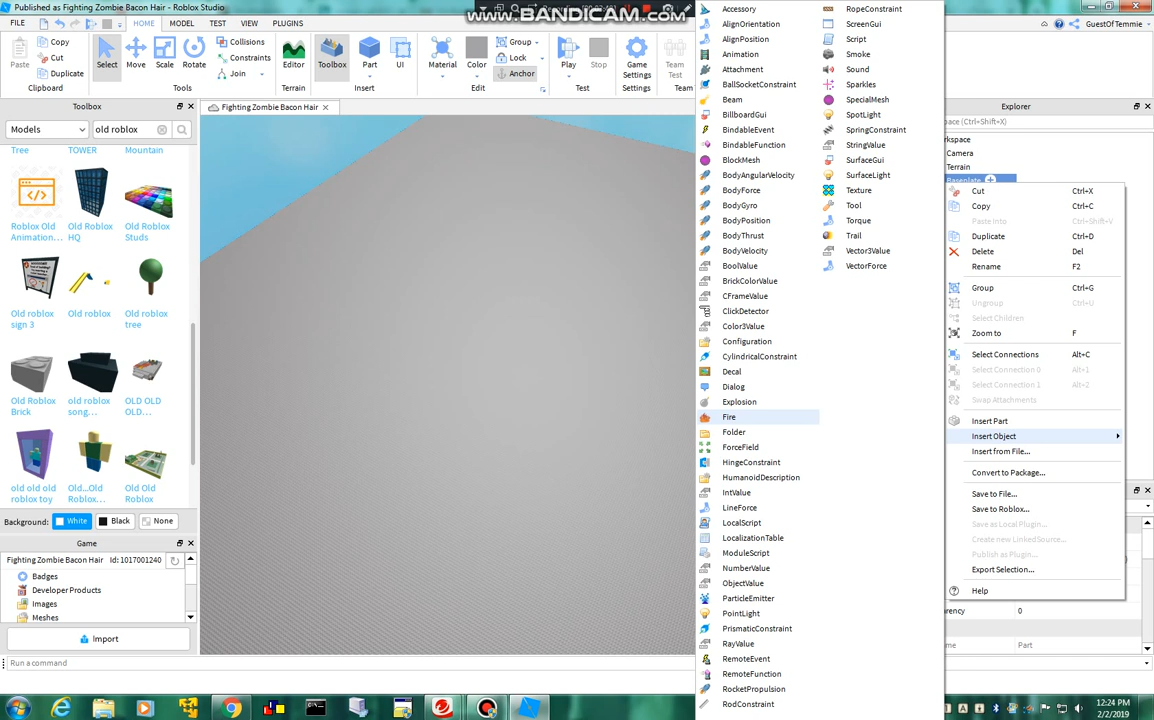 Published as Fighting Zombie Bacon Hair - Roblox Studio
www.BANDICAM.com
FILE
HOME
MODEL
TEST
VIEW
PLUGINS
GuestOfTemmie
Paste
Copy
Cut
Duplicate
Clipboard
Select
Move
Scale
Rotate
Collisions
Constraints
Join
Tools
Editor
Terrain
Toolbox
Part
UI
Insert
Material
Color
Group
Lock
Anchor
Edit
Play
Stop
Test
Game
Settings
Settings
Team
Test
Team
Toolbox
Models
old roblox
Tree
TOWER
Mountain
Roblox Old
Animation...
Old Roblox
HQ
Old Roblox
Studs
Old roblox
sign 3
Old roblox
Old roblox
tree
Old Roblox
Brick
old roblox
song...
OLD OLD
OLD...
old old old
roblox toy
Old...Old
Roblox...
Old Old
Roblox
Background:
White
Black
None
Game
Fighting Zombie Bacon Hair
Id: 1017001240
Badges
Developer Products
Images
Meshes
Import
Run a command
Fighting Zombie Bacon Hair
Accessory
AlignOrientation
AlignPosition
Animation
Attachment
BallSocketConstraint
Beam
BillboardGui
BindableEvent
BindableFunction
BlockMesh
BodyAngularVelocity
BodyForce
BodyGyro
BodyPosition
BodyThrust
BodyVelocity
BoolValue
BrickColorValue
CFrameValue
ClickDetector
Color3Value
Configuration
CylindricalConstraint
Decal
Dialog
Explosion
Fire
Folder
ForceField
HingeConstraint
HumanoidDescription
IntValue
LineForce
LocalScript
LocalizationTable
ModuleScript
NumberValue
ObjectValue
ParticleEmitter
PointLight
PrismaticConstraint
RayValue
RemoteEvent
RemoteFunction
RocketPropulsion
RodConstraint
RopeConstraint
ScreenGui
Script
Smoke
Sound
Sparkles
SpecialMesh
SpotLight
SpringConstraint
StringValue
SurfaceGui
SurfaceLight
Texture
Tool
Torque
Trail
Vector3Value
VectorForce
Explorer
ace (Ctrl+Shift+X)
kspace
Camera
Terrain
Baseplate
Cut Ctrl+X
Copy Ctrl+C
Paste Into Ctrl+Shift+V
Duplicate Ctrl+D
Delete Del
Rename F2
Group Ctrl+G
Ungroup Ctrl+U
Select Children
Zoom to F
Select Connections Alt+C
Select Connection 0 Alt+1
Select Connection 1 Alt+2
Swap Attachments
Insert Part
Insert Object
Insert from File...
Convert to Package...
Save to File...
Save to Roblox...
Save as Local Plugin...
Create new LinkedSource...
Publish as Plugin...
Export Selection...
Help
parency 0
Part
12:24 PM
2/2/2019